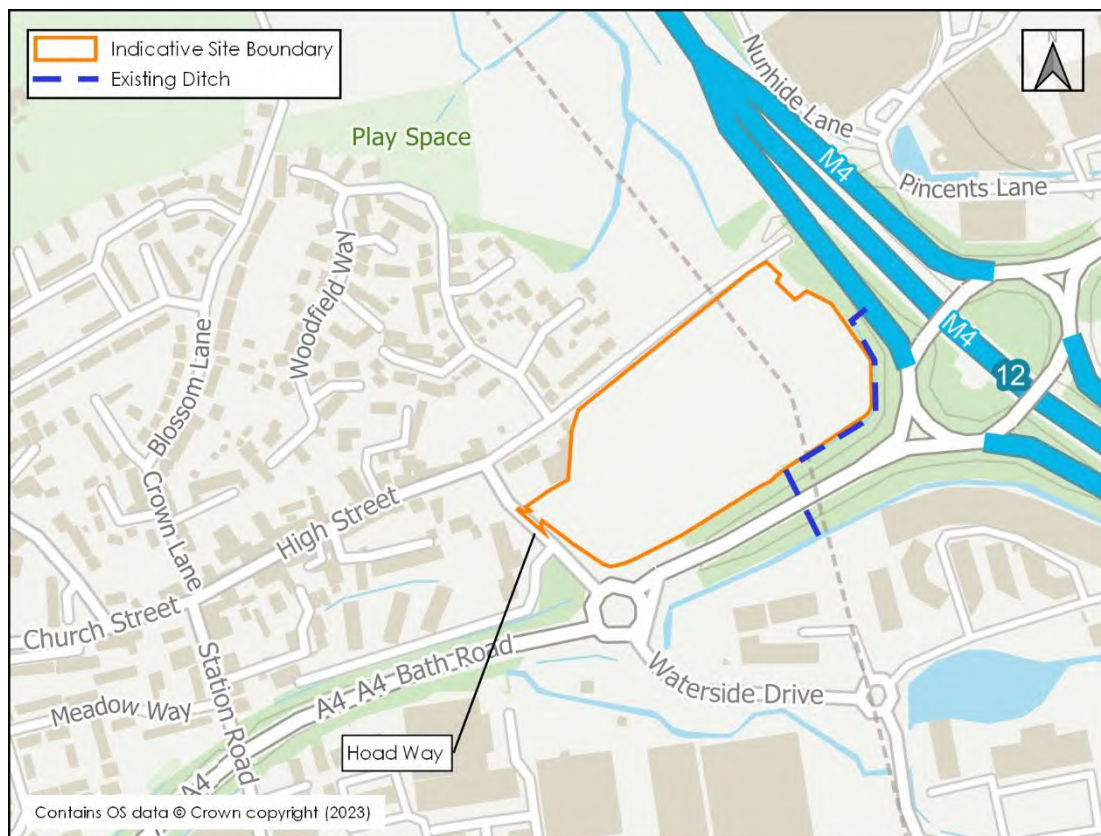 Indicative Site Boundary
Existing Ditch
N
Nunhide Lane
Play Space
M4
Pincents Lane
Woodfield Way
Blossom Lane
M4
12
Crown Lane
High Street
Church Street
Station Road
A4 A4 Bath Road
Waterside Drive
Meadow Way
Hoad Way
A4
Contains OS data © Crown copyright (2023)